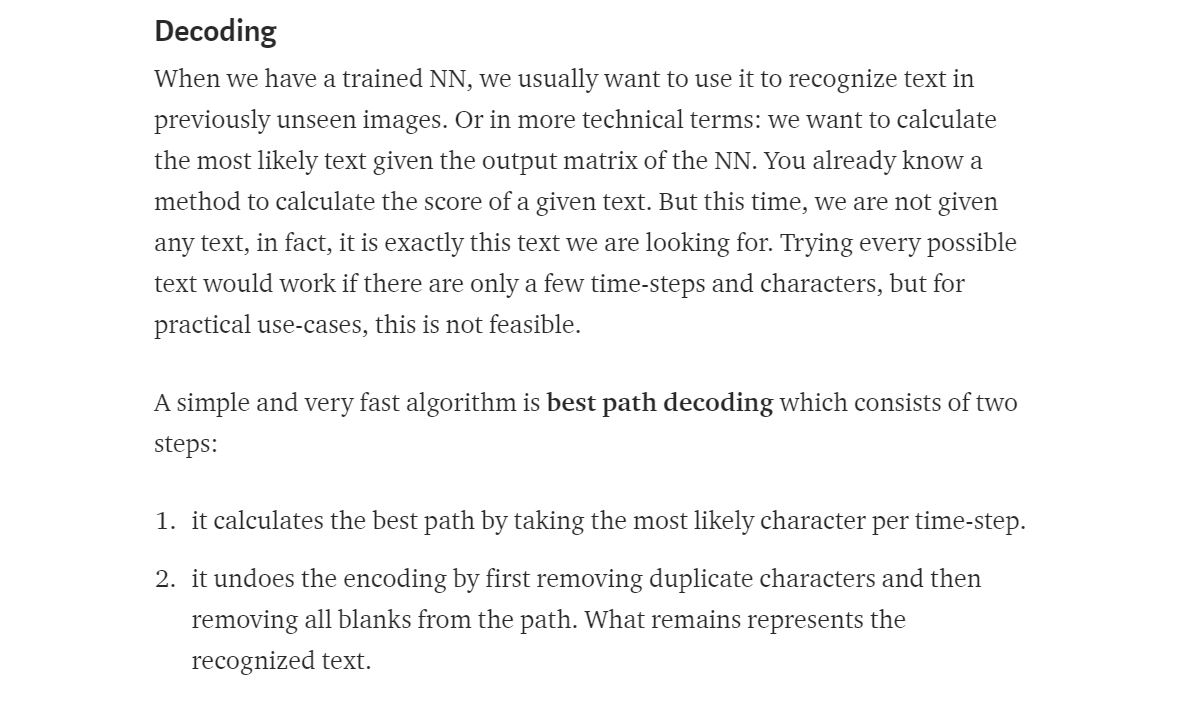 Decoding
When we have a trained NN, we usually want to use it to recognize text in
previously unseen images. Or in more technical terms: we want to calculate
the most likely text given the output matrix of the NN. You already know a
method to calculate the score of a given text. But this time, we are not given
any text, in fact, it is exactly this text we are looking for. Trying every possible
text would work if there are only a few time-steps and characters, but for
practical use-cases, this is not feasible.
A simple and very fast algorithm is best path decoding which consists of two
steps:
1. it calculates the best path by taking the most likely character per time-step.
2. it undoes the encoding by first removing duplicate characters and then
removing all blanks from the path. What remains represents the
recognized text.